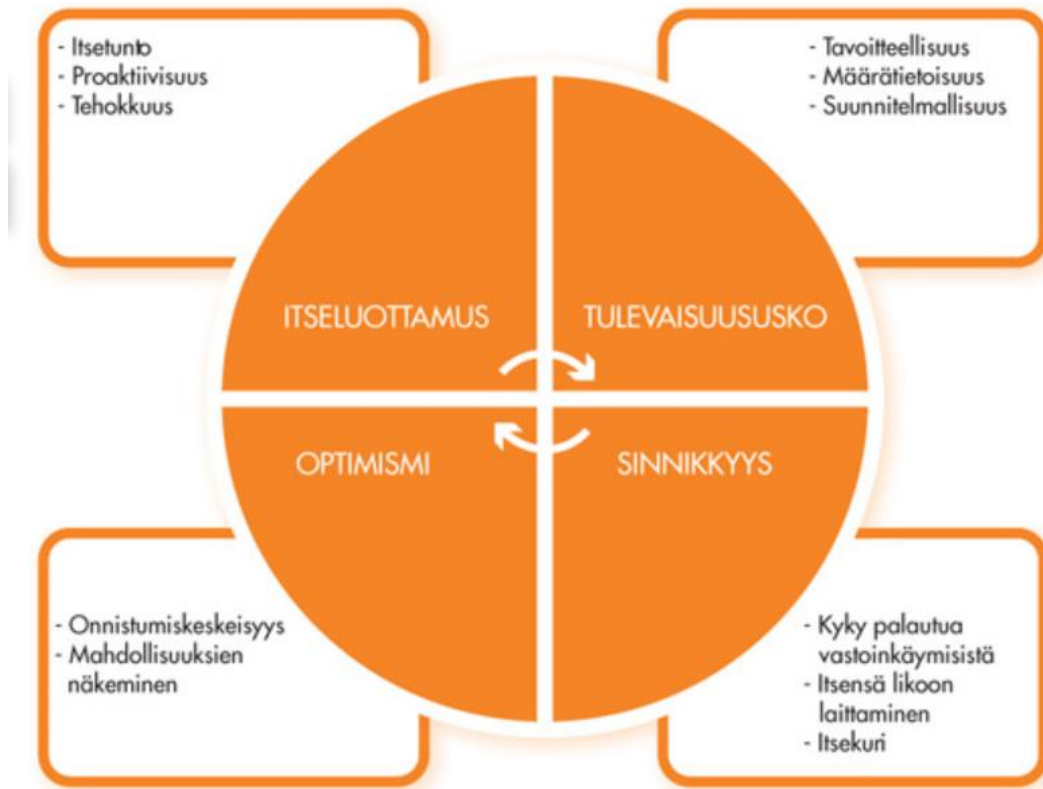 - Itsetunto
- Proaktiivisuus
- Tehokkuus
- Tavoitteellisuus
- Määrätietoisuus
- Suunnitelmallisuus
ITSELUOTTAMUS
TULEVAISUUSUSKO
OPTIMISMI
SINNIKKYYS
- Onnistumiskeskeisyys
- Mahdollisuuksien
näkeminen
- Kyky palautua
vastoinkäymisistä
- Itsensä likoon
laittaminen
- Itsekuri